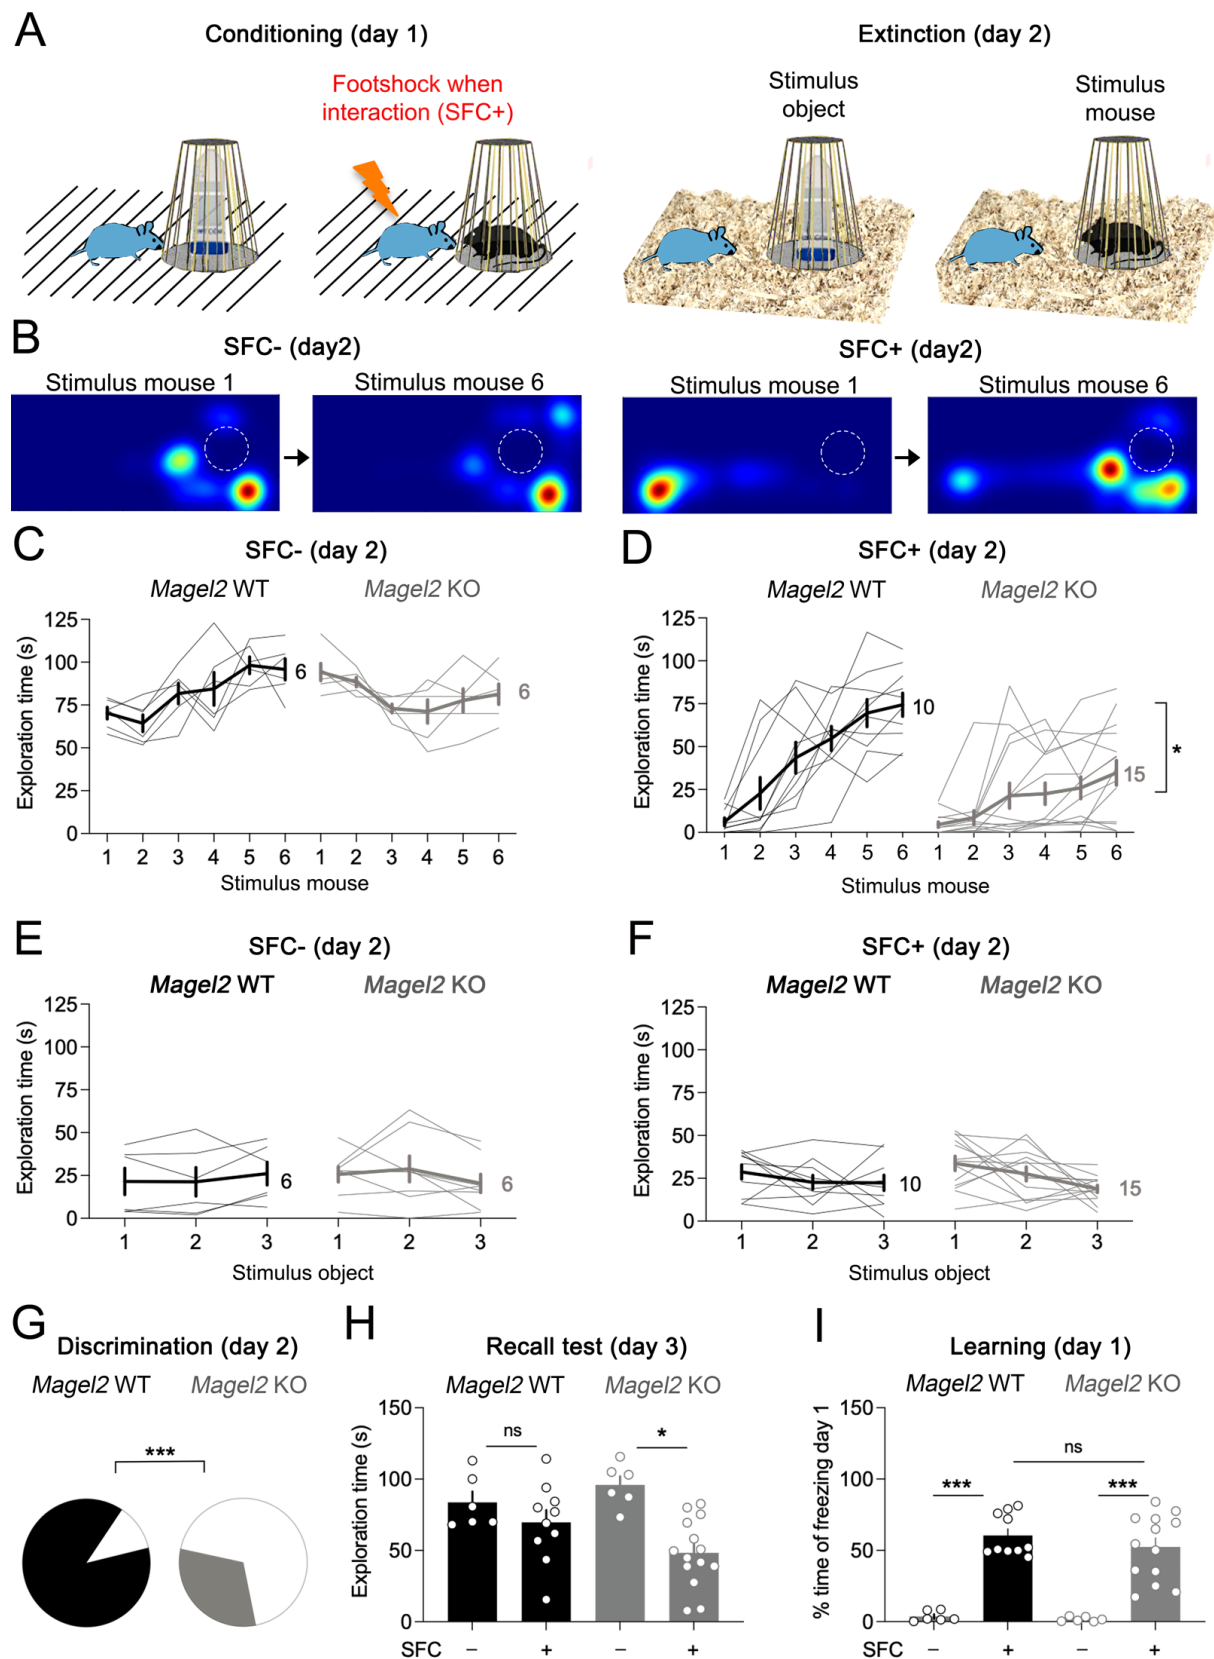 A
Conditioning (day 1)
Extinction (day 2)
Footshock when
interaction (SFC+)
Stimulus
object
Stimulus
mouse
B
SFC- (day2)
SFC+ (day2)
Stimulus mouse 1
Stimulus mouse 6
Stimulus mouse 1
Stimulus mouse 6
C
SFC- (day 2)
Magel2 WT
Magel2 KO
Exploration time (s)
125
100
75
50
25
0
6
6
1 2 3 4 5 6 1 2 3 4 5 6
Stimulus mouse
D
SFC+ (day 2)
Magel2 WT
Magel2 KO
Exploration time (s)
125
100
75
50
25
0
10
15
*
1 2 3 4 5 6 1 2 3 4 5 6
Stimulus mouse
E
SFC- (day 2)
Magel2 WT
Magel2 KO
Exploration time (s)
125
100
75
50
25
0
6
6
1 2 3 1 2 3
Stimulus object
F
SFC+ (day 2)
Magel2 WT
Magel2 KO
Exploration time (s)
125
100
75
50
25
0
10
15
1 2 3 1 2 3
Stimulus object
G
Discrimination (day 2)
Magel2 WT
Magel2 KO
***
H
Recall test (day 3)
Magel2 WT
Magel2 KO
Exploration time (s)
150
100
50
0
ns
*
SFC − + − +
I
Learning (day 1)
Magel2 WT
Magel2 KO
% time of freezing day 1
150
100
50
0
ns
***
***
SFC − + − +